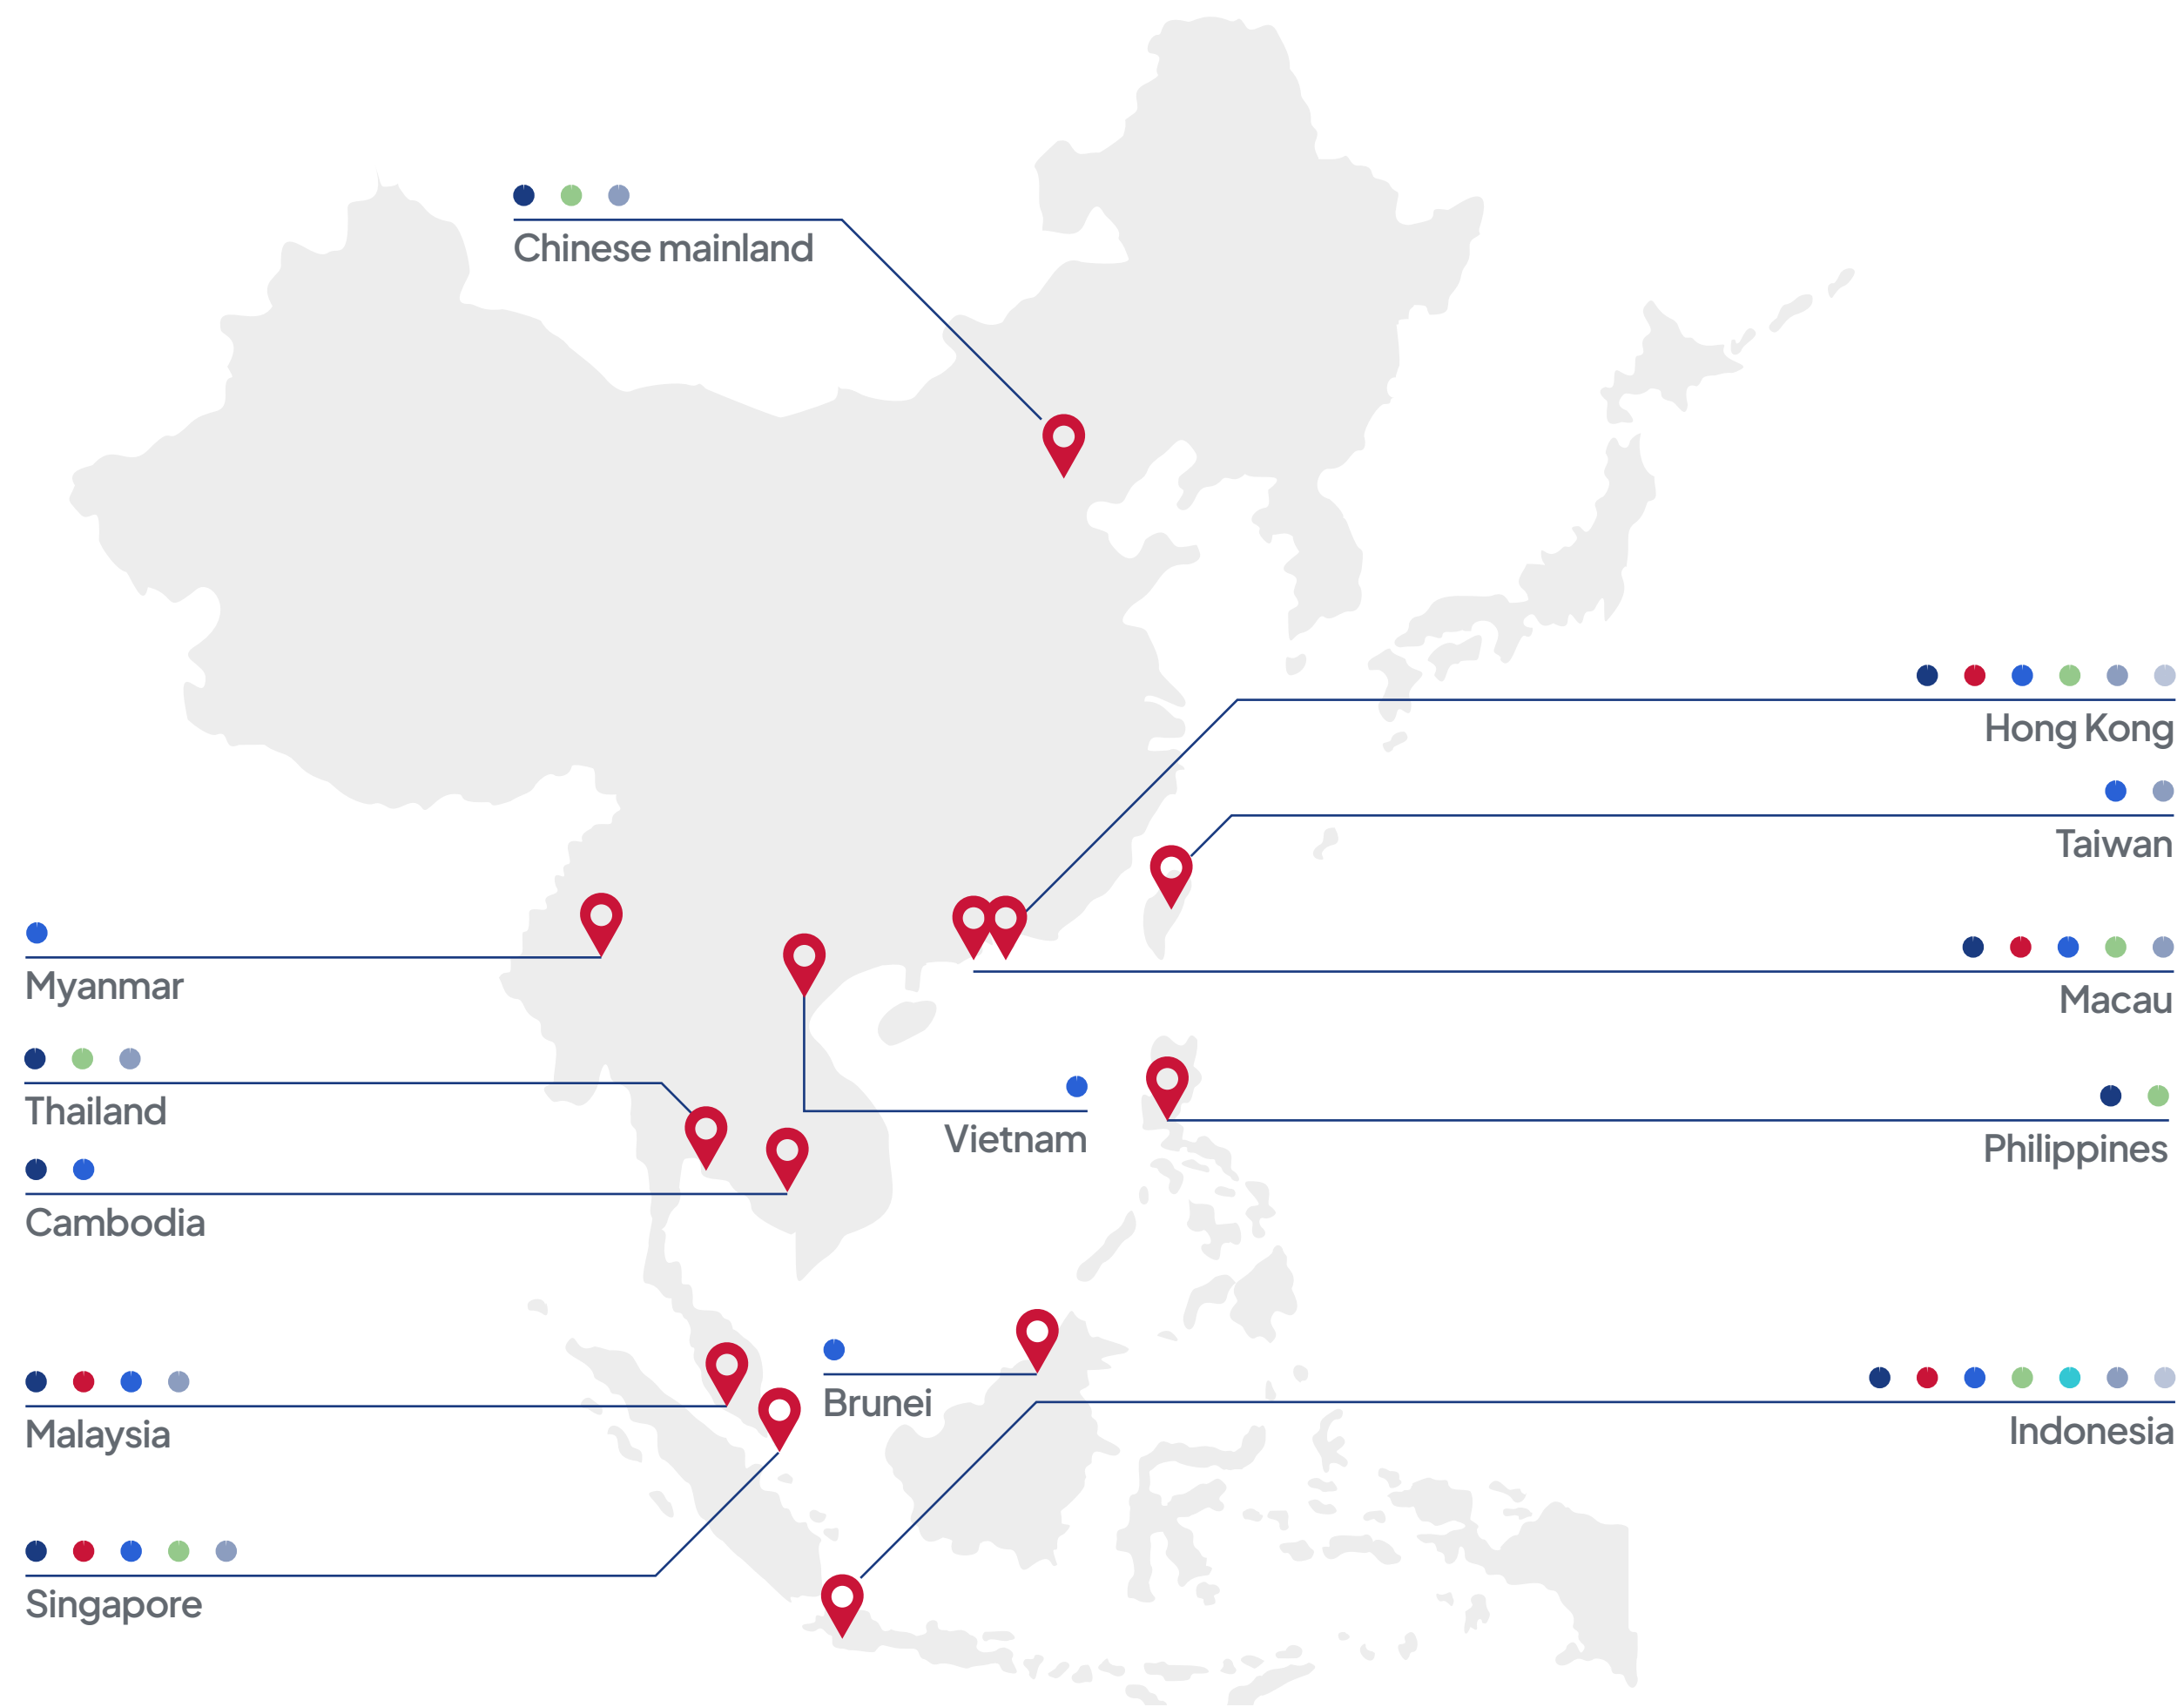 Chinese mainland
Hong Kong
Taiwan
Myanmar
Macau
Thailand
Vietnam
Philippines
Cambodia
Brunei
Malaysia
Indonesia
Singapore